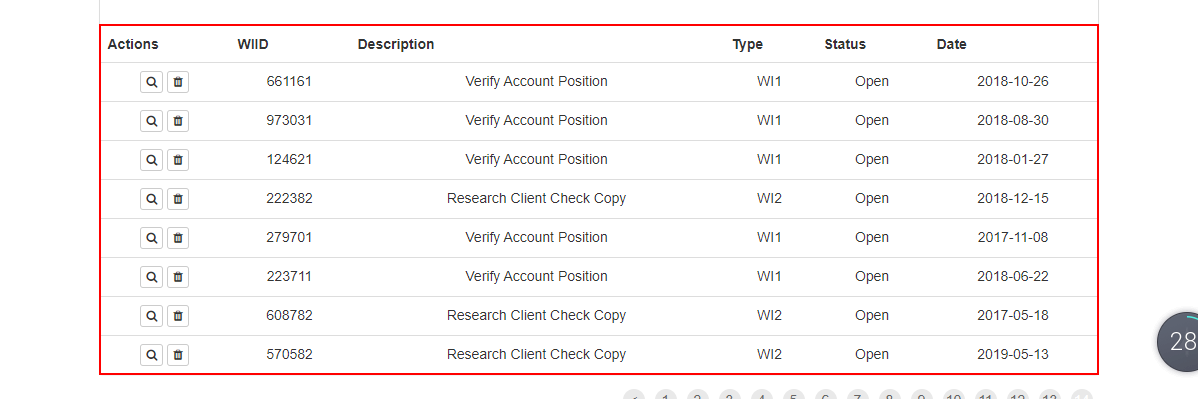 Actions WIID Description Type Status Date
661161 Verify Account Position WI1 Open 2018-10-26
973031 Verify Account Position WI1 Open 2018-08-30
124621 Verify Account Position WI1 Open 2018-01-27
222382 Research Client Check Copy WI2 Open 2018-12-15
279701 Verify Account Position WI1 Open 2017-11-08
223711 Verify Account Position WI1 Open 2018-06-22
608782 Research Client Check Copy WI2 Open 2017-05-18
28
570582 Research Client Check Copy WI2 Open 2019-05-13
< 1 2 3 4 5 6 7 8 9 10 11 12 13